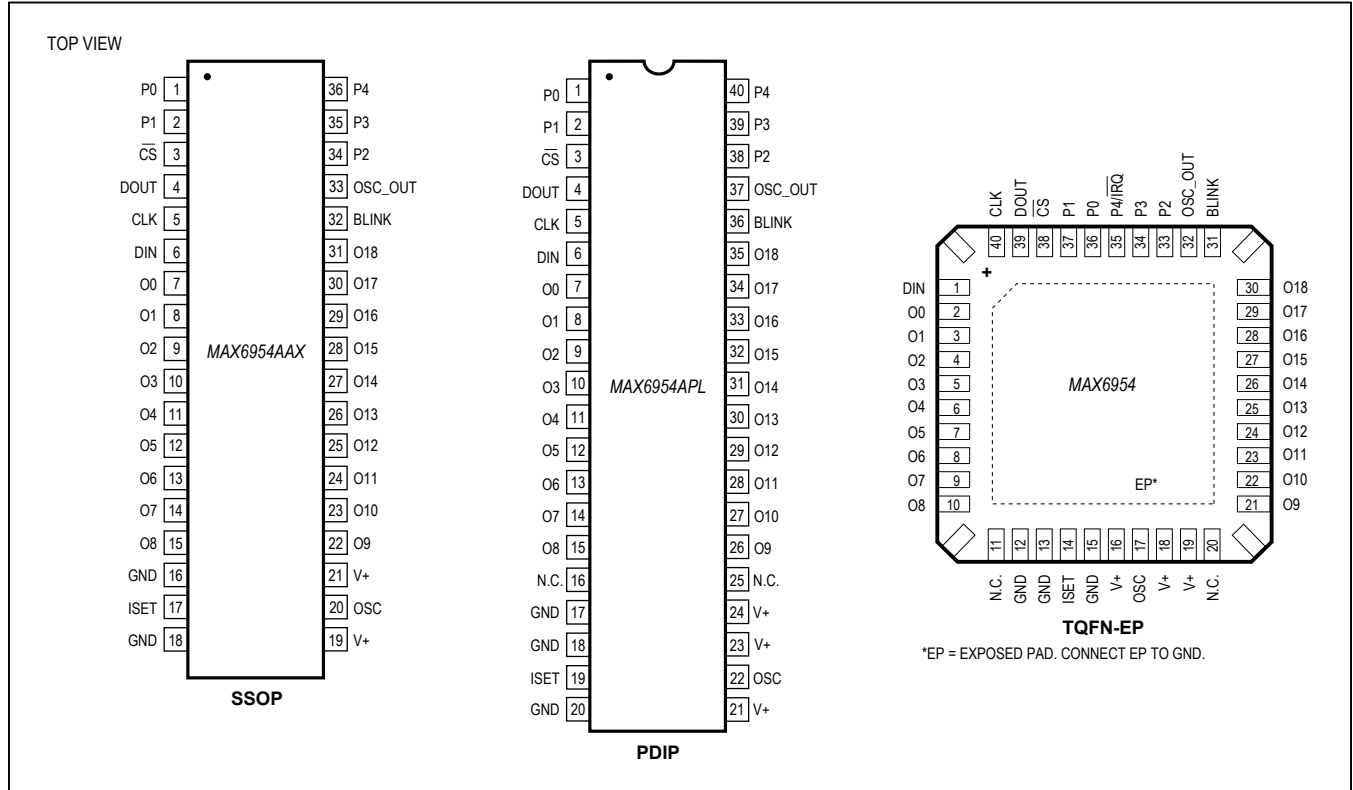 TOP VIEW
P0 1
P1 2
CS 3
DOUT 4
CLK 5
DIN 6
O0 7
O1 8
O2 9
O3 10
O4 11
O5 12
O6 13
O7 14
O8 15
GND 16
ISET 17
GND 18
MAX6954AAX
36 P4
35 P3
34 P2
33 OSC_OUT
32 BLINK
31 O18
30 O17
29 O16
28 O15
27 O14
26 O13
25 O12
24 O11
23 O10
22 O9
21 V+
20 OSC
19 V+
SSOP
P0 1
P1 2
CS 3
DOUT 4
CLK 5
DIN 6
O0 7
O1 8
O2 9
O3 10
O4 11
O5 12
O6 13
O7 14
O8 15
N.C. 16
GND 17
GND 18
ISET 19
GND 20
MAX6954APL
40 P4
39 P3
38 P2
37 OSC_OUT
36 BLINK
35 O18
34 O17
33 O16
32 O15
31 O14
30 O13
29 O12
28 O11
27 O10
26 O9
25 N.C.
24 V+
23 V+
22 OSC
21 V+
PDIP
CLK 40
DOUT 39
CS 38
P1 37
P0 36
P4/IRQ 35
P3 34
P2 33
OSC_OUT 32
BLINK 31
+
DIN 1
O0 2
O1 3
O2 4
O3 5
O4 6
O5 7
O6 8
O7 9
O8 10
MAX6954
EP*
30 O18
29 O17
28 O16
27 O15
26 O14
25 O13
24 O12
23 O11
22 O10
21 O9
11 N.C.
12 GND
13 GND
14 ISET
15 GND
16 V+
17 OSC
18 V+
19 V+
20 N.C.
TQFN-EP
*EP = EXPOSED PAD. CONNECT EP TO GND.